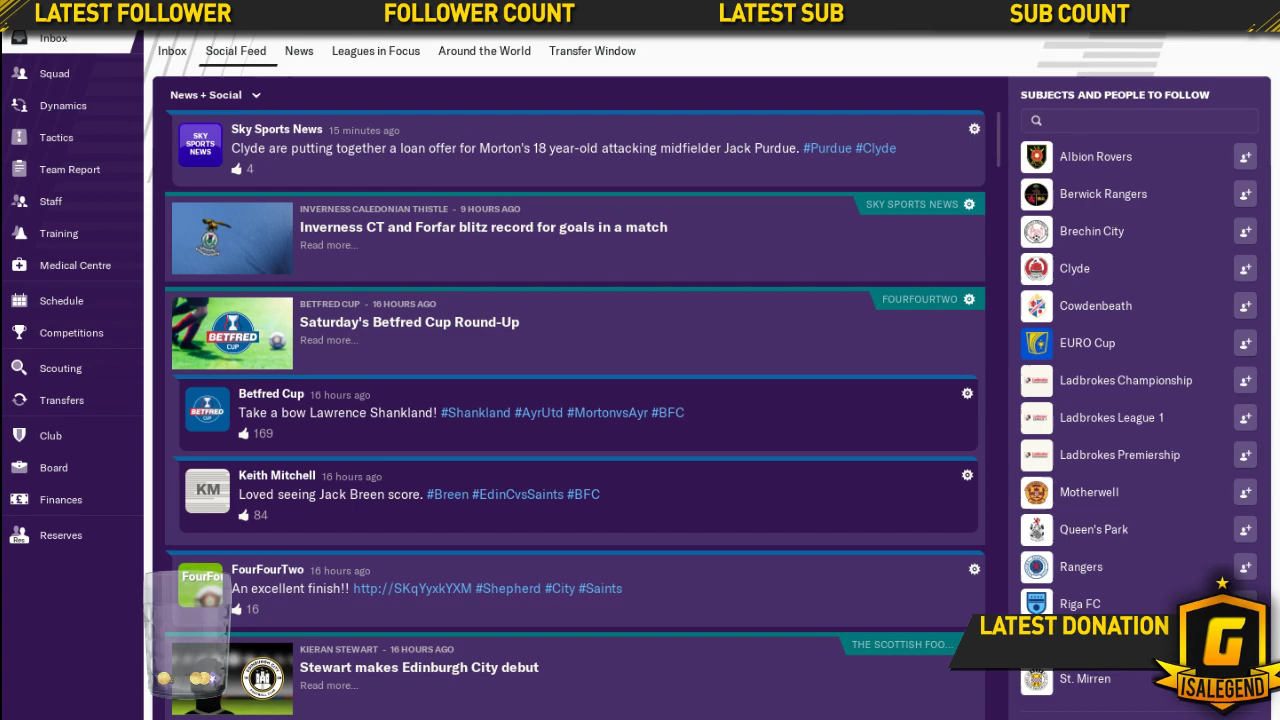 LATEST FOLLOWER
FOLLOWER COUNT
LATEST SUB
SUB COUNT
Inbox
Squad
Dynamics
Tactics
Team Report
Staff
Training
Medical Centre
Schedule
Competitions
Scouting
Transfers
Club
Board
Finances
Res
Reserves
Inbox
Social Feed
News
Leagues in Focus
Around the World
Transfer Window
News + Social
SKY SPORTS NEWS
Sky Sports News 15 minutes ago
Clyde are putting together a loan offer for Morton's 18 year-old attacking midfielder Jack Purdue. #Purdue #Clyde
4
INVERNESS CALEDONIAN THISTLE - 9 HOURS AGO
SKY SPORTS NEWS
Inverness CT and Forfar blitz record for goals in a match
Read more...
BETFRED CUP
BETFRED CUP - 16 HOURS AGO
FOURFOURTWO
Saturday's Betfred Cup Round-Up
Read more...
BETFRED
Betfred Cup 16 hours ago
Take a bow Lawrence Shankland! #Shankland #AyrUtd #MortonvsAyr #BFC
169
KM
Keith Mitchell 16 hours ago
Loved seeing Jack Breen score. #Breen #EdinCvsSaints #BFC
84
FourFou
FourFourTwo 16 hours ago
An excellent finish!! http://SKqYyxkYXM #Shepherd #City #Saints
16
KIERAN STEWART - 16 HOURS AGO
THE SCOTTISH FOO...
Stewart makes Edinburgh City debut
Read more...
SUBJECTS AND PEOPLE TO FOLLOW
Albion Rovers
Berwick Rangers
Brechin City
Clyde
Cowdenbeath
EURO Cup
Ladbrokes Championship
Ladbrokes League 1
Ladbrokes Premiership
Motherwell
Queen's Park
Rangers
Riga FC
LATEST DONATION
St. Mirren
G
ISALEGEND